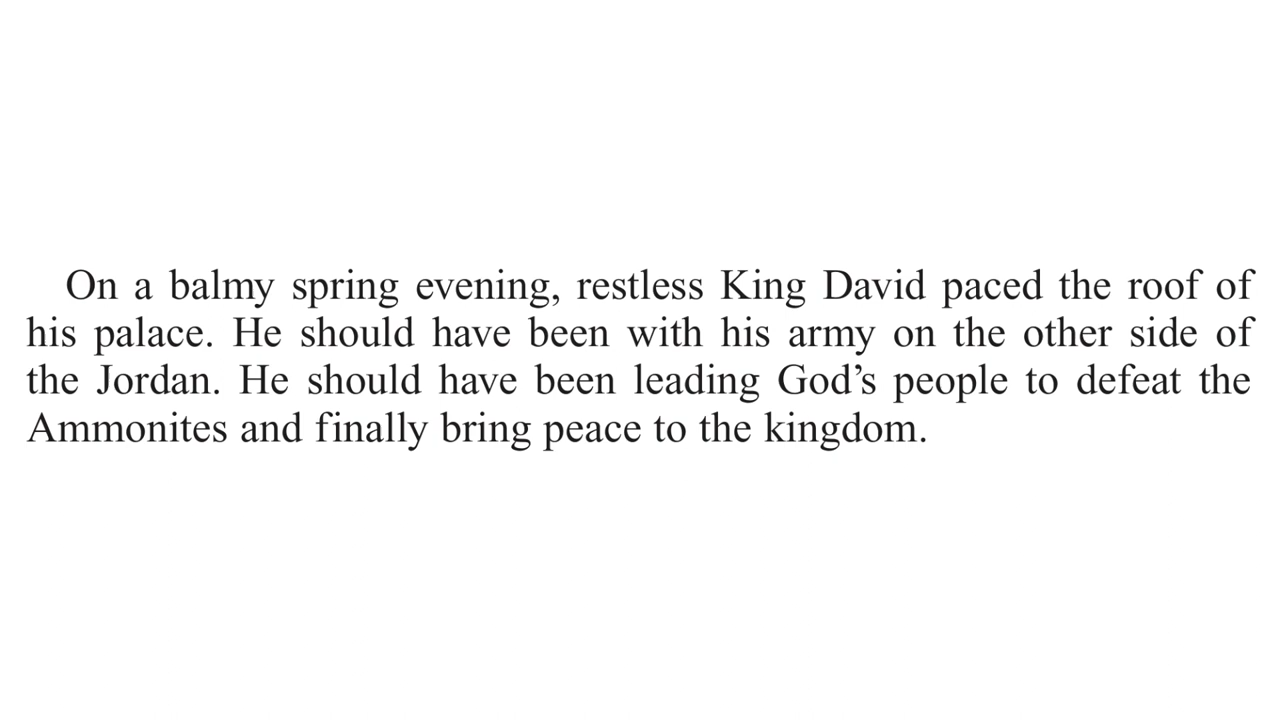 On a balmy spring evening, restless King David paced the roof of
his palace. He should have been with his army on the other side of
the Jordan. He should have been leading God’s people to defeat the
Ammonites and finally bring peace to the kingdom.